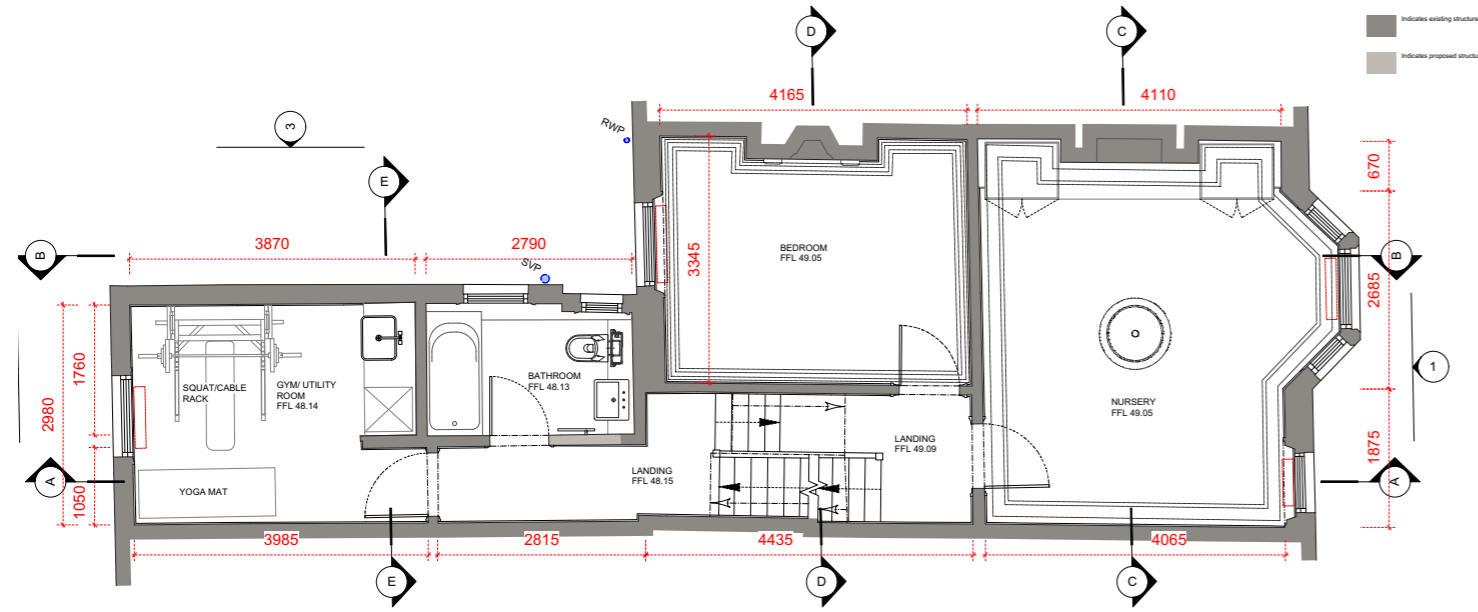 D
C
Indicates existing structure
Indicates proposed structure
4165
4110
3
RWP
670
E
3870
2790
B
SVP
BEDROOM
FFL 49.05
3345
B
2685
1760
2980
SQUAT/CABLE
RACK
GYM/ UTILITY
ROOM
FFL 48.14
BATHROOM
FFL 48.13
1
NURSERY
FFL 49.05
LANDING
FFL 49.09
1875
LANDING
FFL 48.15
A
YOGA MAT
1050
A
3985
2815
4435
4065
E
D
C